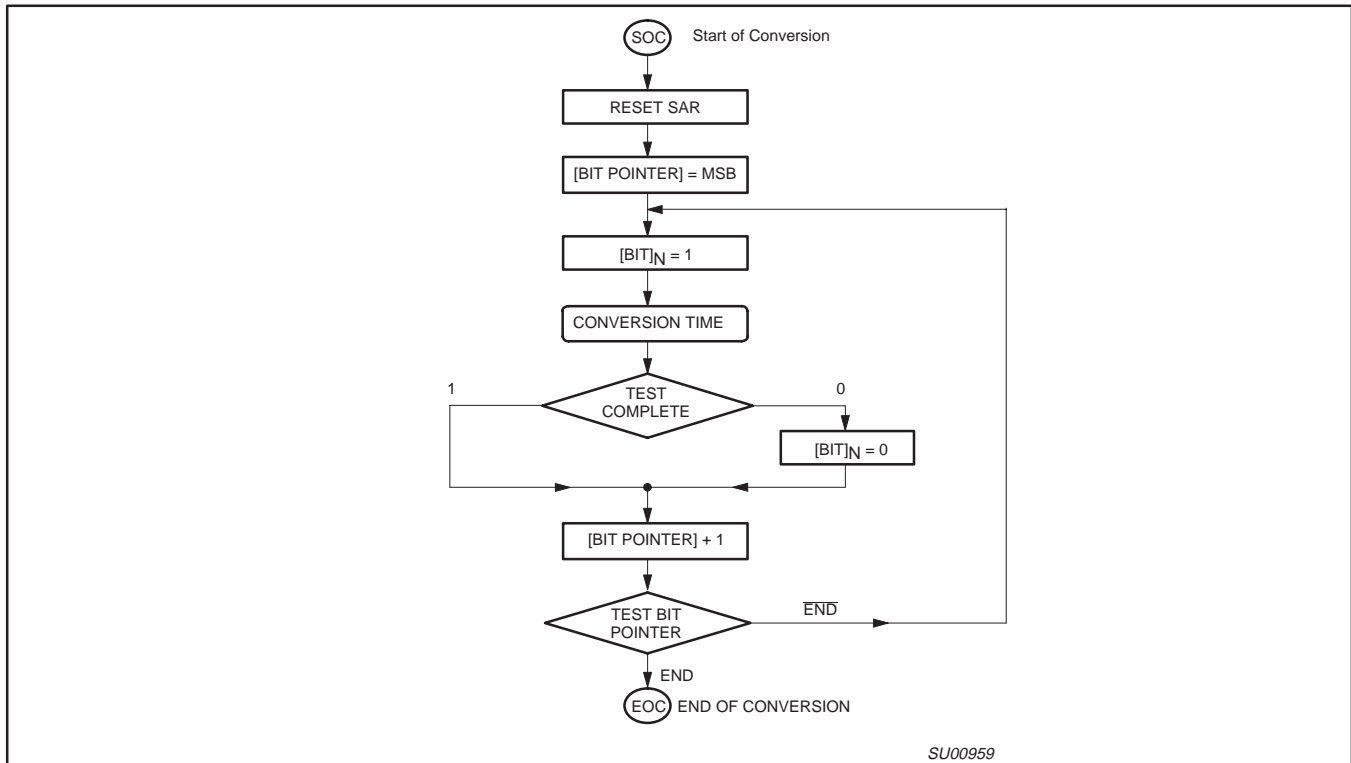 SOC Start of Conversion
RESET SAR
[BIT POINTER] = MSB
[BIT]N = 1
CONVERSION TIME
1
TEST
COMPLETE
0
[BIT]N = 0
[BIT POINTER] + 1
TEST BIT
POINTER
END
END
EOC END OF CONVERSION
SU00959